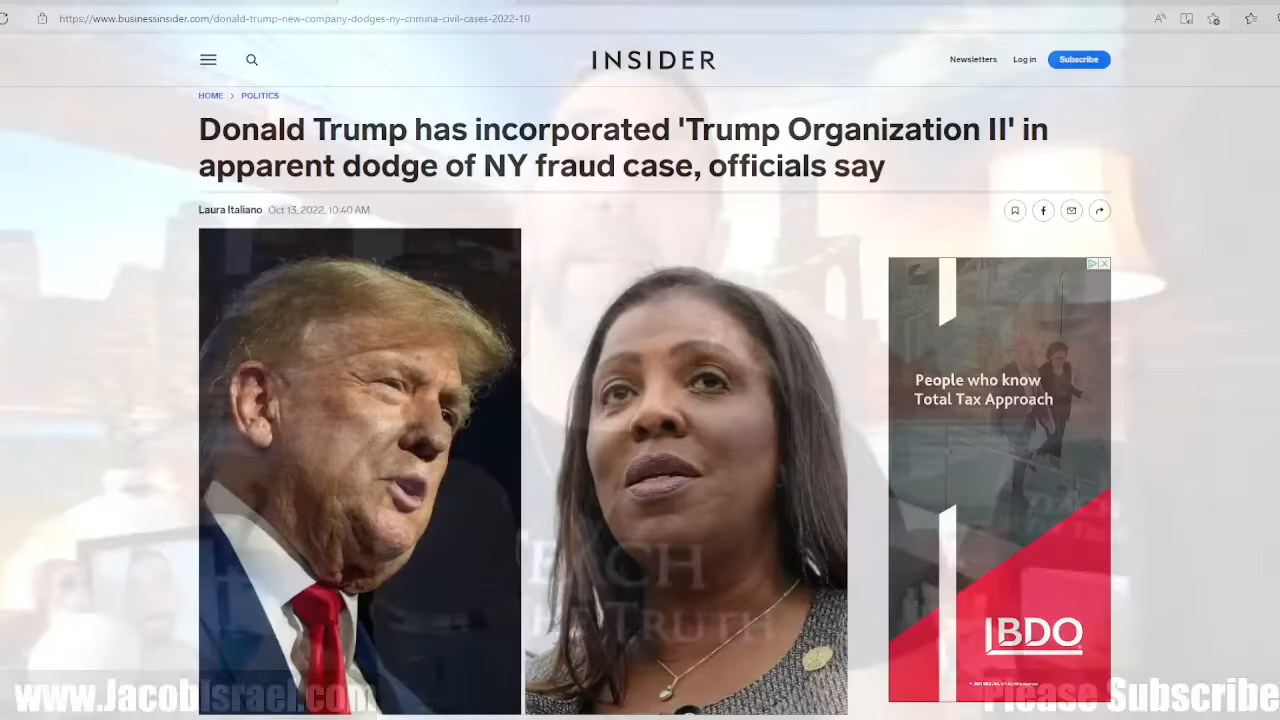 https://www.businessinsider.com/donald-trump-new-company-dodges-ny-crimina-civil-cases-2022-10
INSIDER
Newsletters
Log in
Subscribe
HOME > POLITICS
Donald Trump has incorporated 'Trump Organization II' in
apparent dodge of NY fraud case, officials say
Laura Italiano Oct 13, 2022, 10:40 AM
People who know
Total Tax Approach
BDO
TEACH
THE TRUTH
www.JacobIsrael.com
Please Subscribe